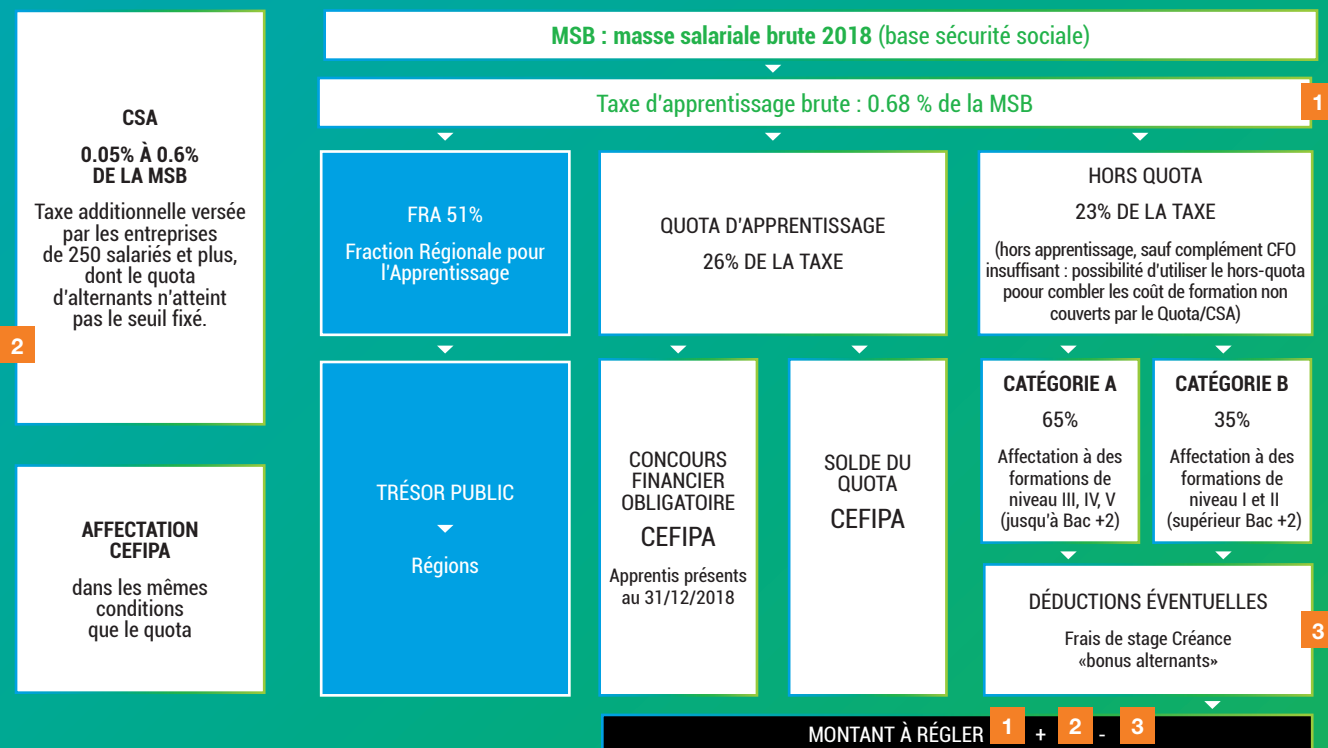 CSA
0.05% À 0.6%
DE LA MSB
Taxe additionnelle versée
par les entreprises
de 250 salariés et plus,
dont le quota
d'alternants n'atteint
pas le seuil fixé.
2
AFFECTATION
CEFIPA
dans les mêmes
conditions
que le quota
MSB : masse salariale brute 2018 (base sécurité sociale)
Taxe d'apprentissage brute : 0.68 % de la MSB
1
FRA 51%
Fraction Régionale pour
l'Apprentissage
TRÉSOR PUBLIC
Régions
QUOTA D'APPRENTISSAGE
26% DE LA TAXE
CONCOURS
FINANCIER
OBLIGATOIRE
CEFIPA
Apprentis présents
au 31/12/2018
SOLDE DU
QUOTA
CEFIPA
HORS QUOTA
23% DE LA TAXE
(hors apprentissage, sauf complément CFO
insuffisant : possibilité d'utiliser le hors-quota
poour combler les coût de formation non
couverts par le Quota/CSA)
CATÉGORIE A
65%
Affectation à des
formations de
niveau III, IV, V
(jusqu'à Bac +2)
CATÉGORIE B
35%
Affectation à des
formations de
niveau I et II
(supérieur Bac +2)
DÉDUCTIONS ÉVENTUELLES
Frais de stage Créance
«bonus alternants»
3
MONTANT À RÉGLER 1 + 2 - 3